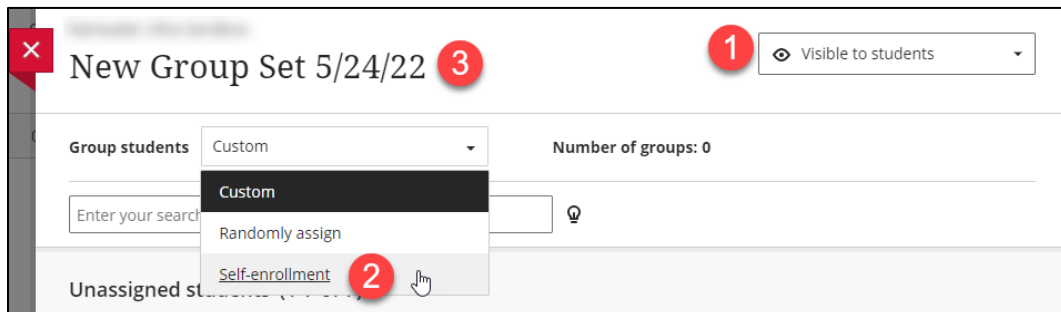 New Group Set 5/24/22 3
1 Visible to students
Group students Custom Number of groups: 0
Custom
Enter your search
Randomly assign
Self-enrollment 2
Unassigned